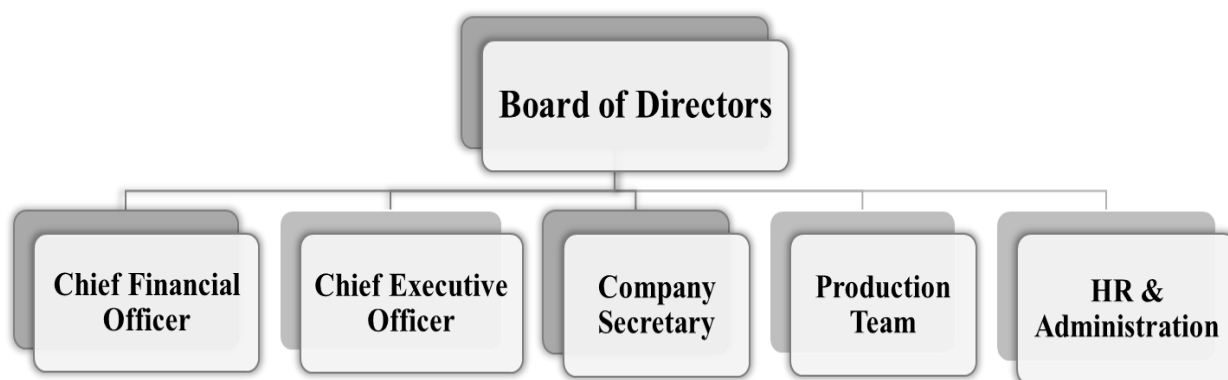 Board of Directors
Chief Financial
Officer
Chief Executive
Officer
Company
Secretary
Production
Team
HR &
Administration